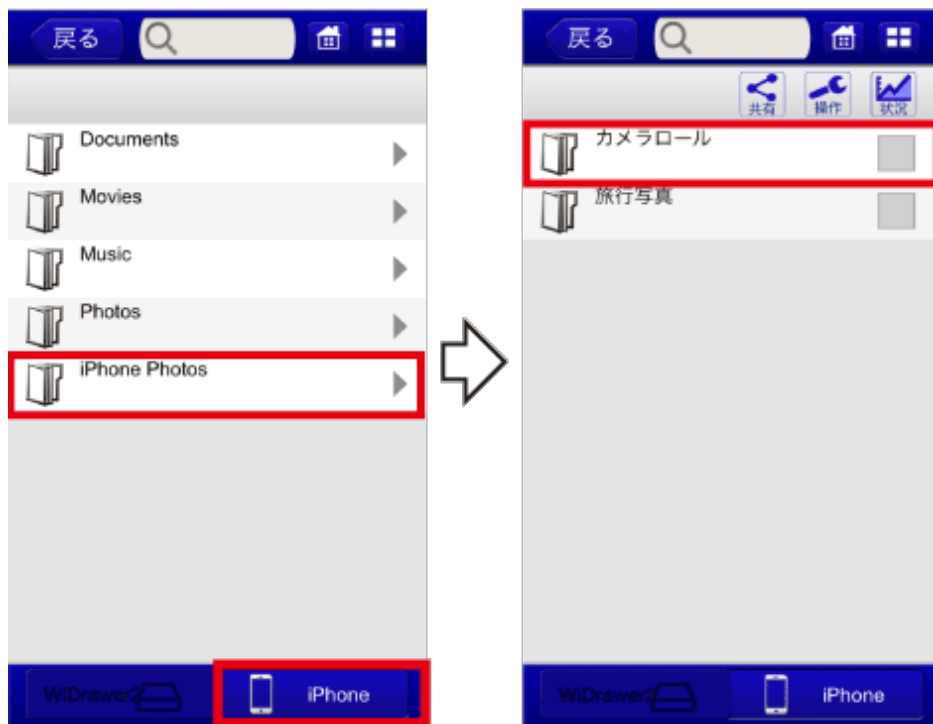 戻る
Documents
Movies
Music
Photos
iPhone Photos
WiDrawer2
iPhone
戻る
共有
操作
状況
カメラロール
旅行写真
WiDrawer2
iPhone